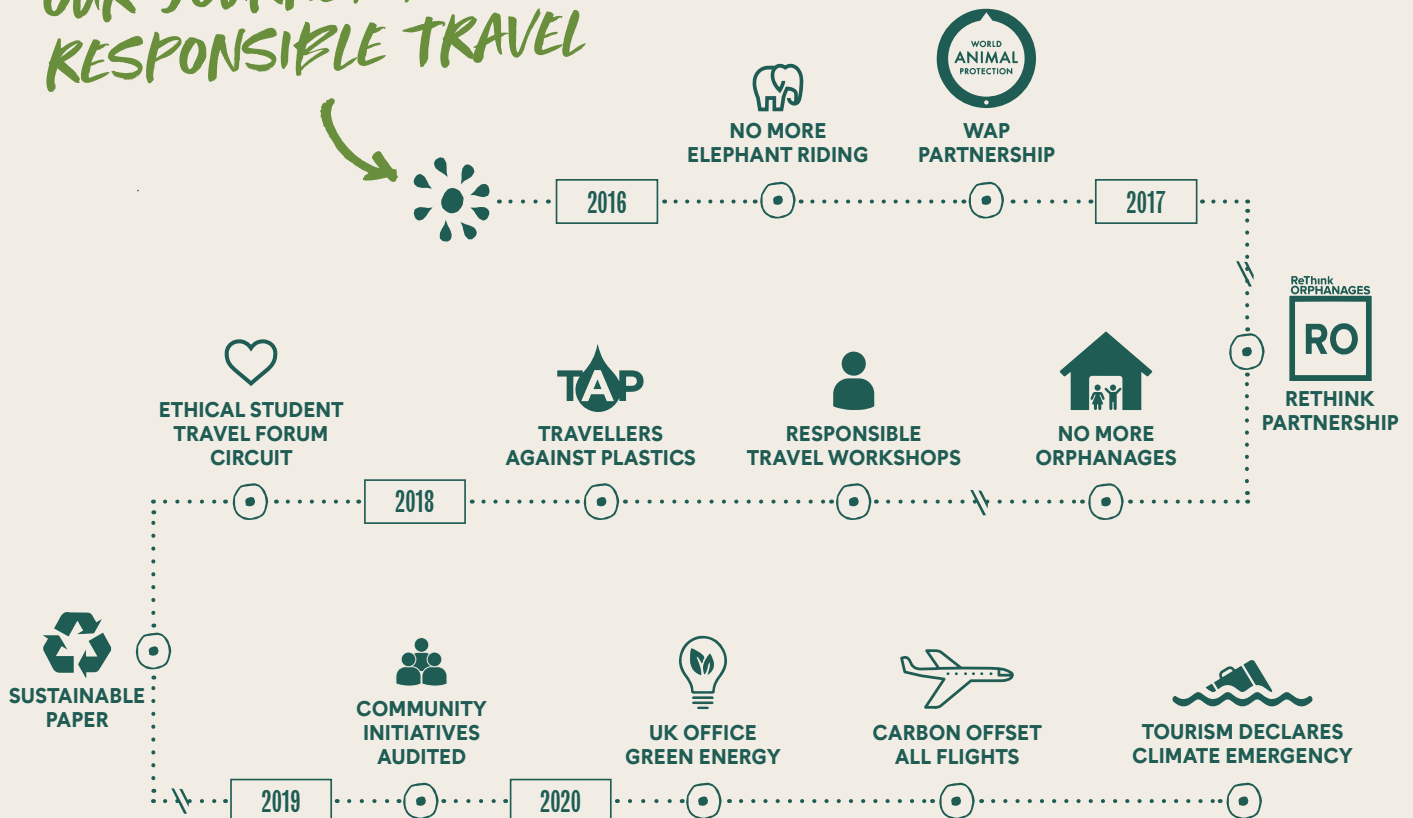 OUR JOURNEY
RESPONSIBLE TRAVEL
WORLD
ANIMAL
PROTECTION
NO MORE
ELEPHANT RIDING
WAP
PARTNERSHIP
2016
2017
ReThink
ORPHANAGES
RO
RETHINK
PARTNERSHIP
ETHICAL STUDENT
TRAVEL FORUM
CIRCUIT
TAP
TRAVELLERS
AGAINST PLASTICS
RESPONSIBLE
TRAVEL WORKSHOPS
NO MORE
ORPHANAGES
2018
SUSTAINABLE
PAPER
COMMUNITY
INITIATIVES
AUDITED
UK OFFICE
GREEN ENERGY
CARBON OFFSET
ALL FLIGHTS
TOURISM DECLARES
CLIMATE EMERGENCY
2019
2020